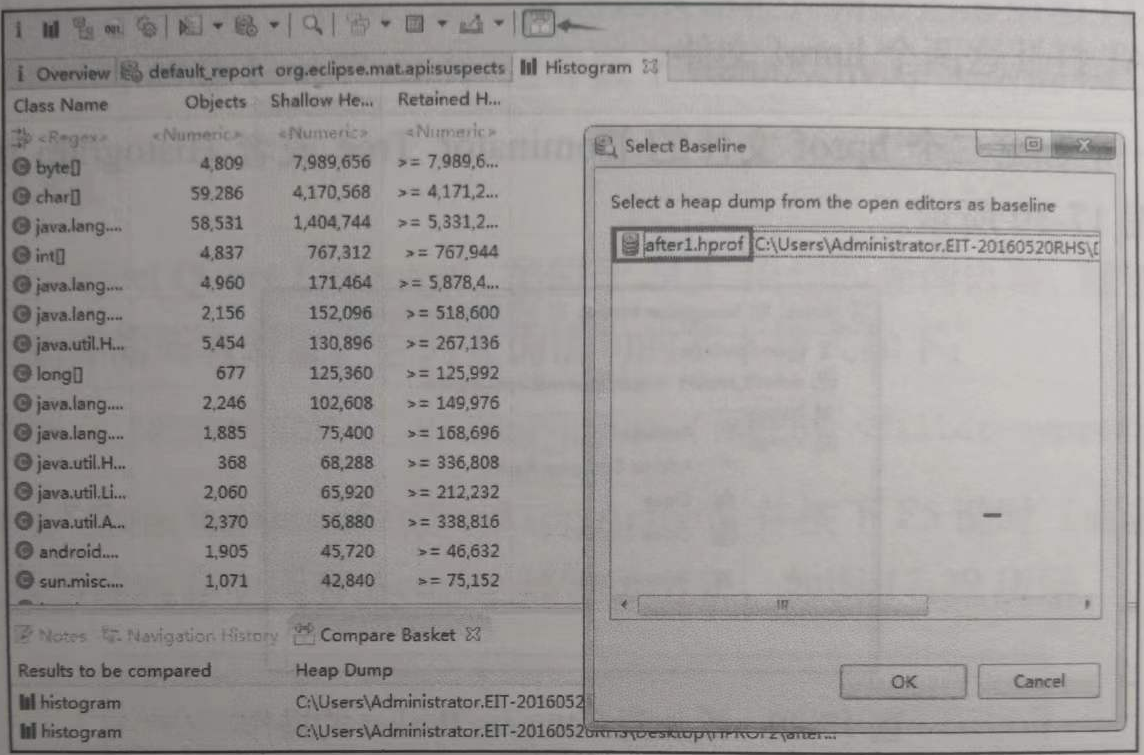 i Overview default_report org.eclipse.mat.api:suspects Histogram
Class Name Objects Shallow He... Retained H...
<Regex> <Numeric> <Numeric> <Numeric>
byte[] 4,809 7,989,656 >= 7,989,6...
char[] 59,286 4,170,568 >= 4,171,2...
java.lang.... 58,531 1,404,744 >= 5,331,2...
int[] 4,837 767,312 >= 767,944
java.lang.... 4,960 171,464 >= 5,878,4...
java.lang.... 2,156 152,096 >= 518,600
java.util.H... 5,454 130,896 >= 267,136
long[] 677 125,360 >= 125,992
java.lang.... 2,246 102,608 >= 149,976
java.lang.... 1,885 75,400 >= 168,696
java.util.H... 368 68,288 >= 336,808
java.util.Li... 2,060 65,920 >= 212,232
java.util.A... 2,370 56,880 >= 338,816
android.... 1,905 45,720 >= 46,632
sun.misc.... 1,071 42,840 >= 75,152
Notes Navigation History Compare Basket
Results to be compared Heap Dump
histogram C:\Users\Administrator.EIT-2016052
histogram C:\Users\Administrator.EIT-20160520RHS\Desktop\HPROF2\after...
Select Baseline
Select a heap dump from the open editors as baseline
after1.hprof C:\Users\Administrator.EIT-20160520RHS\D
OK Cancel